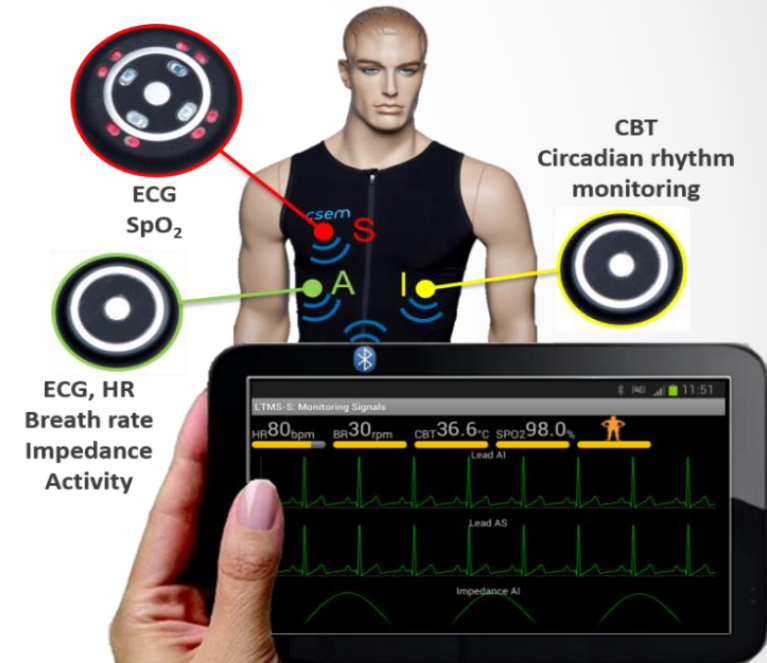 CBT
Circadian rhythm
monitoring
ECG
SpO₂
csem
S
A
I
ECG, HR
Breath rate
Impedance
Activity
11:51
LTMS-S: Monitoring Signals
HR80bpm BR30rpm CBT36.6°C SPO298.0%
Lead AI
Lead AS
Impedance AI